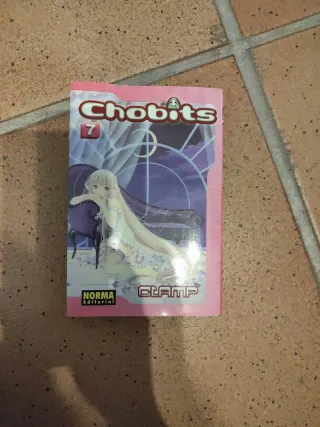 Chobits
7
CLAMP
NORMA
Editorial